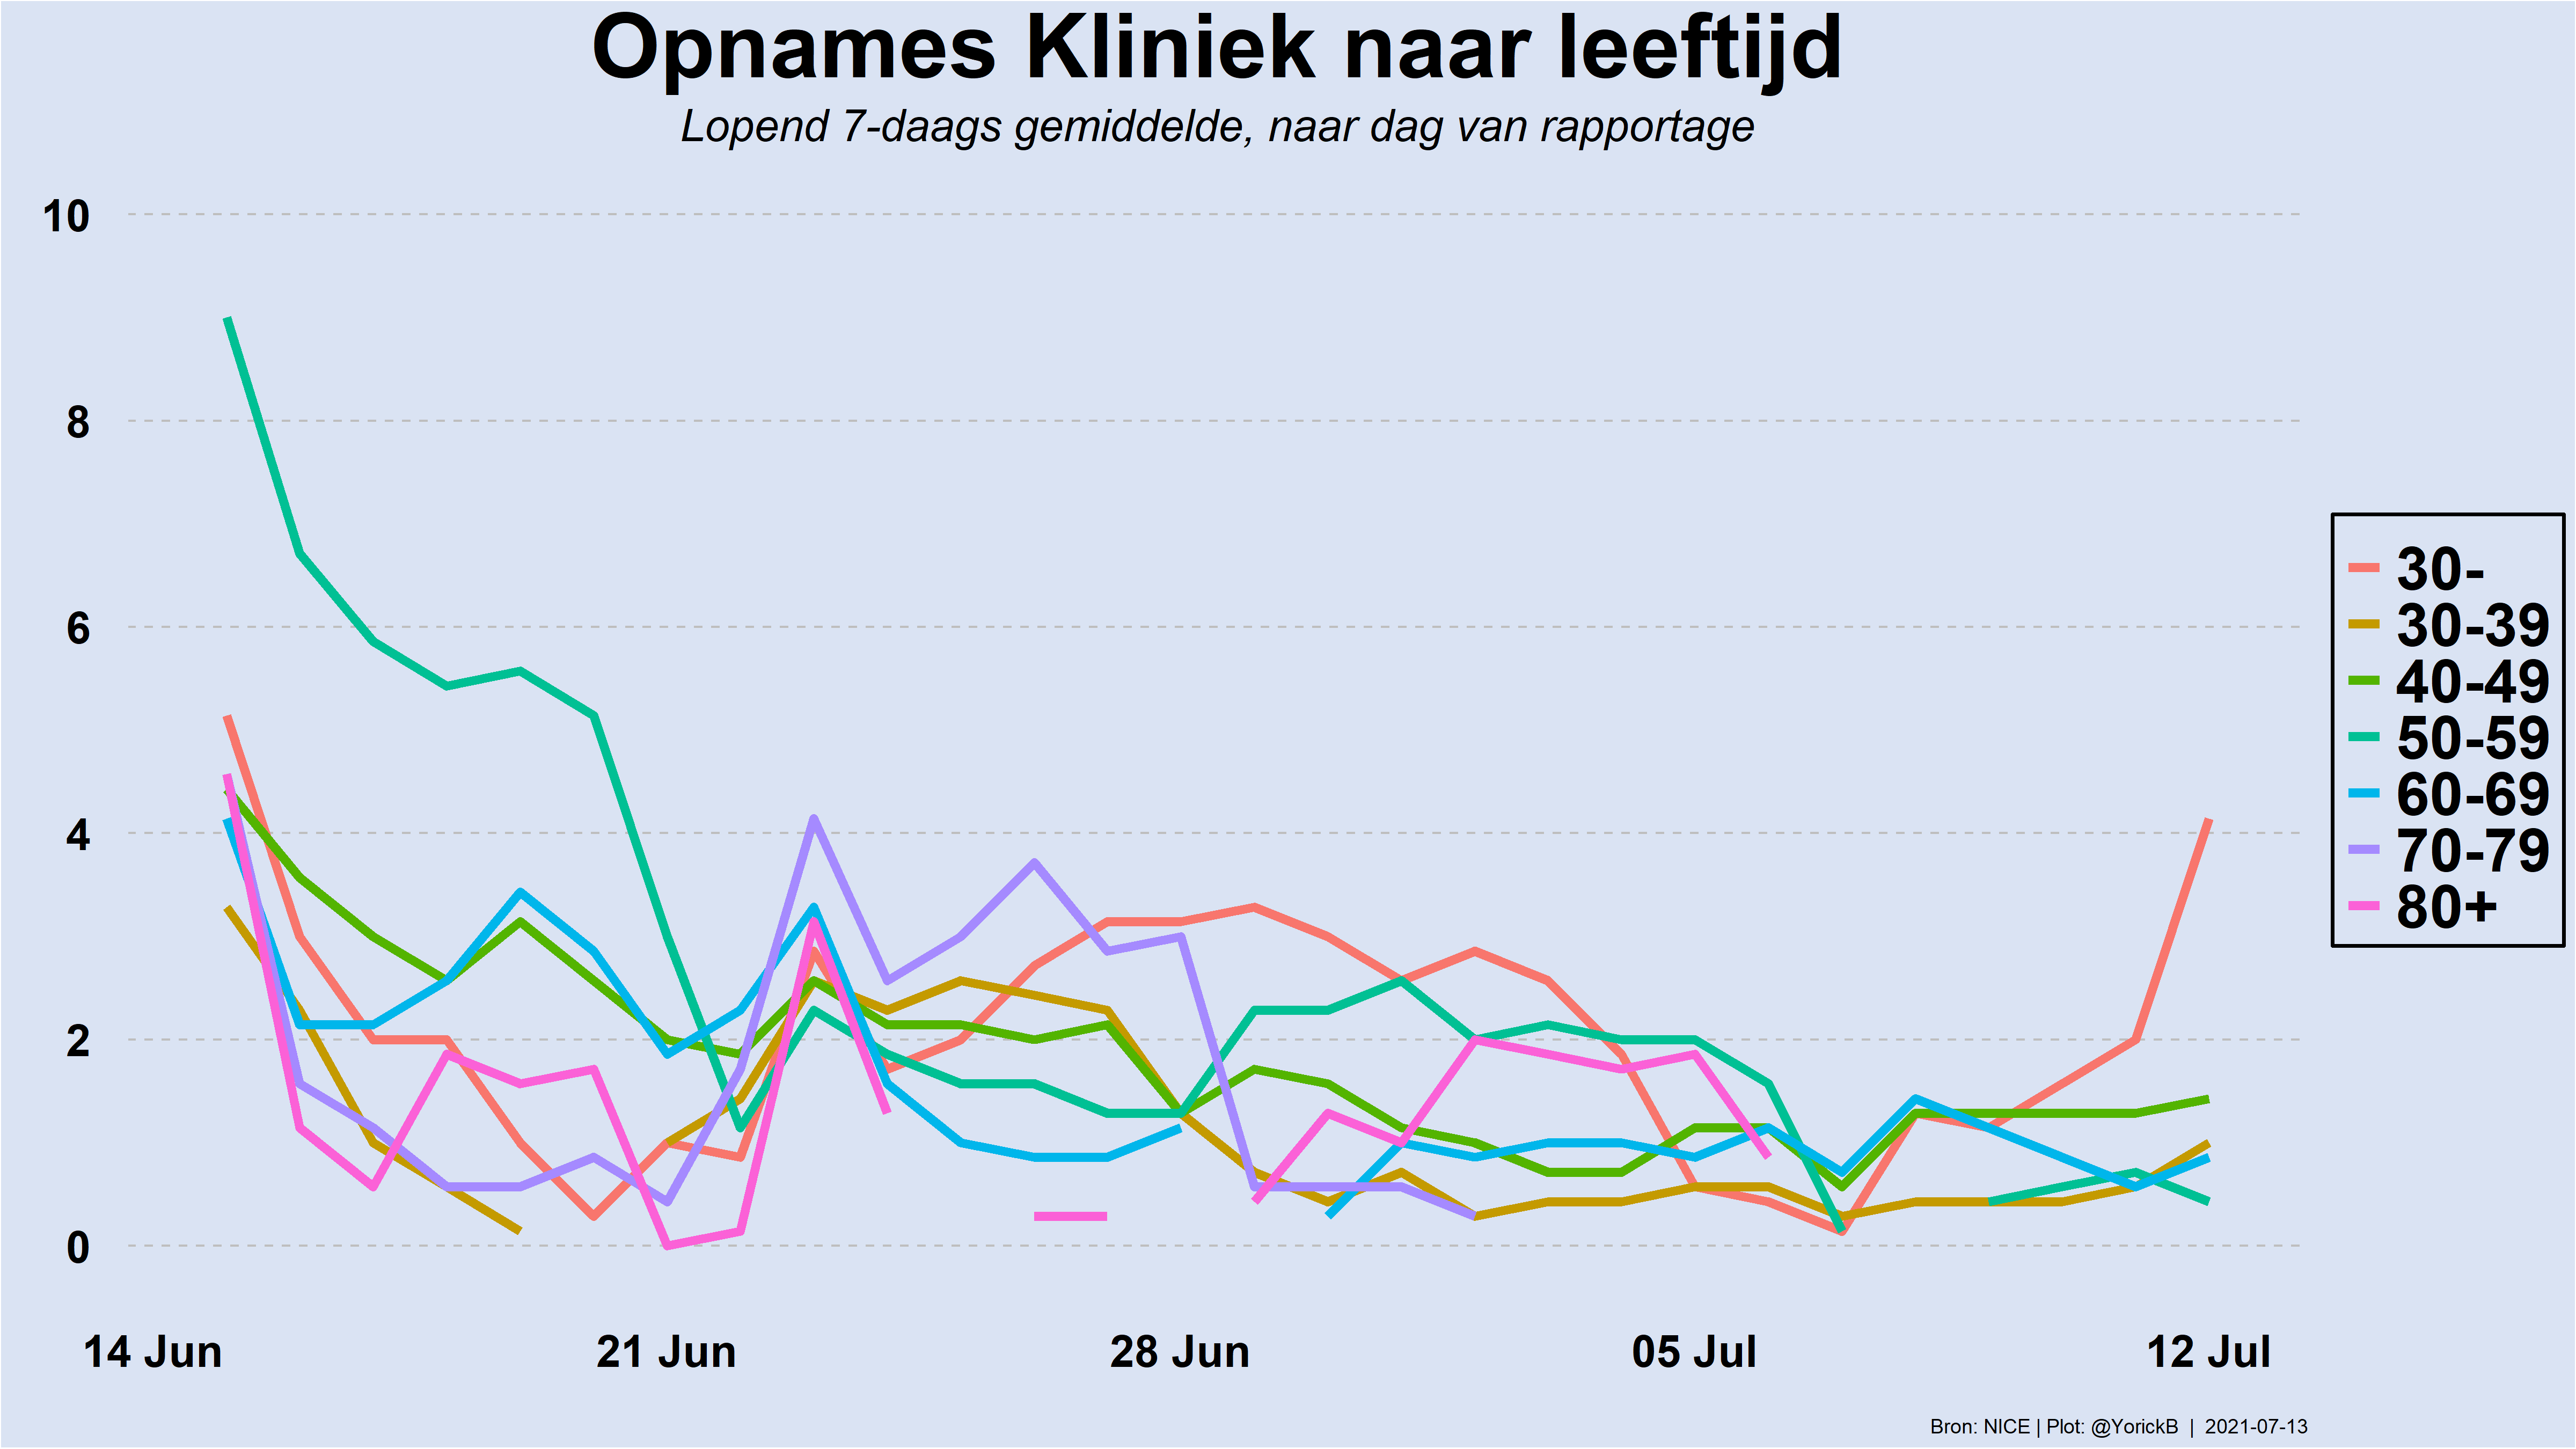 Opnames Kliniek naar leeftijd
Lopend 7-daags gemiddelde, naar dag van rapportage
10
8
6
4
2
0
14 Jun
21 Jun
28 Jun
05 Jul
12 Jul
30-
30-39
40-49
50-59
60-69
70-79
80+
Bron: NICE | Plot: @YorickB | 2021-07-13